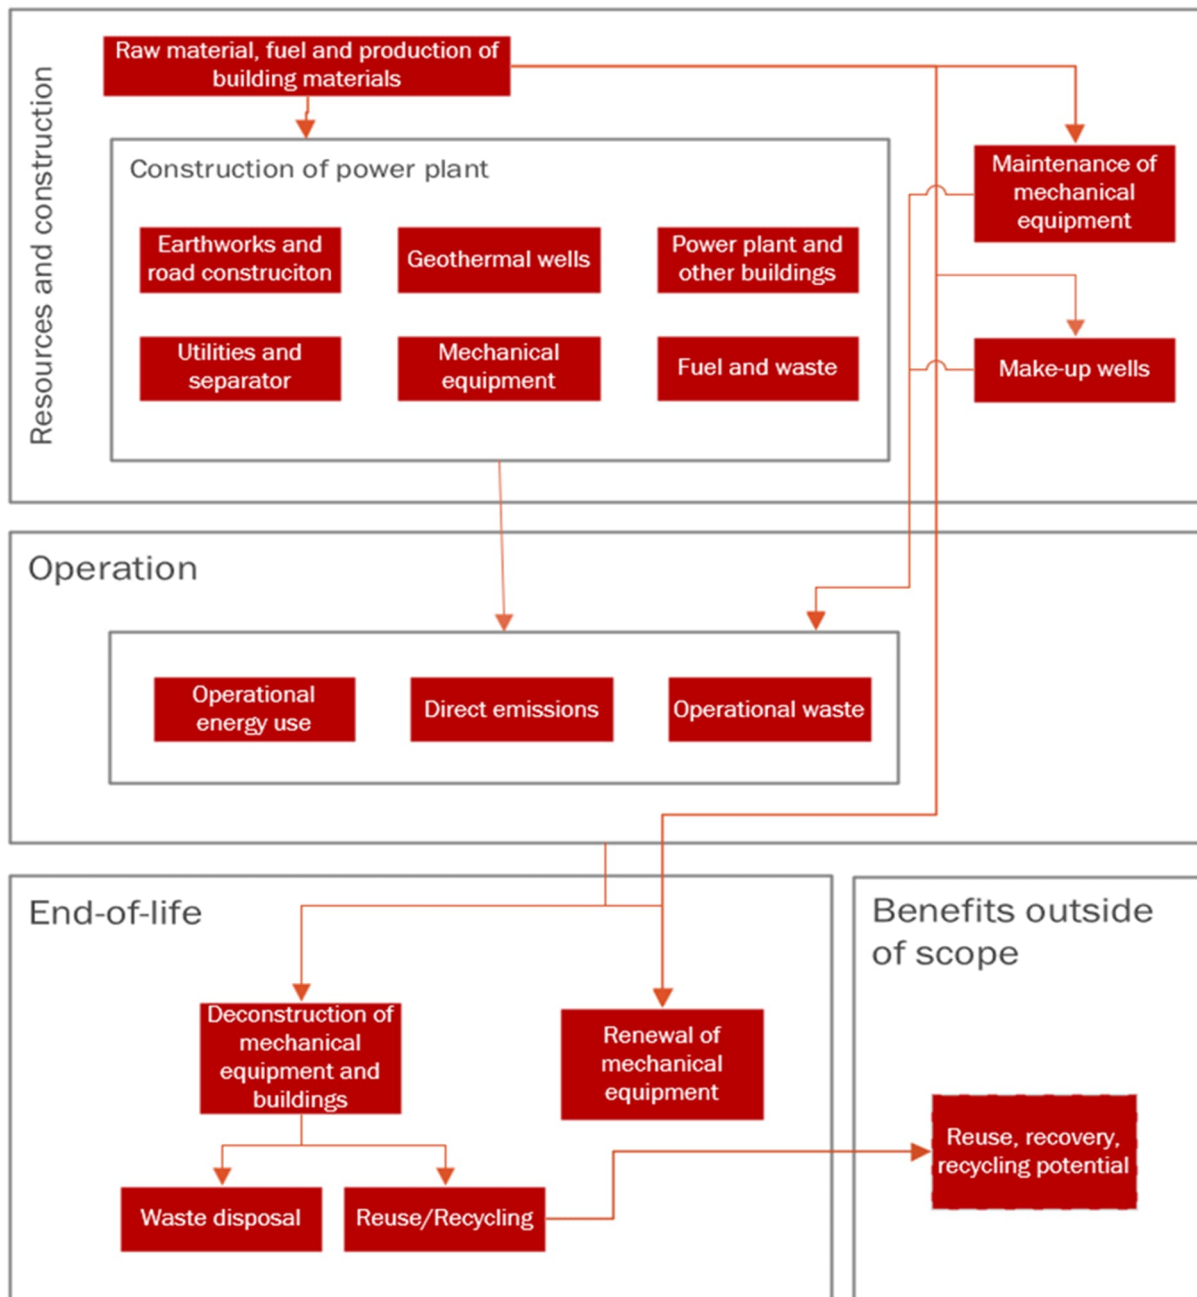 Resources and construction
Raw material, fuel and production of
building materials
Construction of power plant
Earthworks and
road construciton
Geothermal wells
Power plant and
other buildings
Utilities and
separator
Mechanical
equipment
Fuel and waste
Maintenance of
mechanical
equipment
Make-up wells
Operation
Operational
energy use
Direct emissions
Operational waste
End-of-life
Deconstruction of
mechanical
equipment and
buildings
Renewal of
mechanical
equipment
Waste disposal
Reuse/Recycling
Benefits outside
of scope
Reuse, recovery,
recycling potential